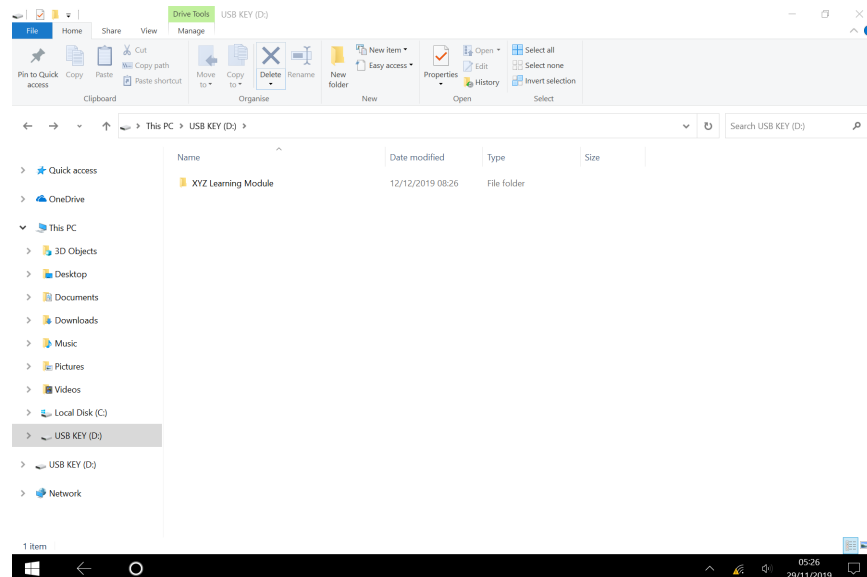 Drive Tools USB KEY (D:)
File Home Share View Manage
Pin to Quick access
Copy
Paste
Cut
Copy path
Paste shortcut
Clipboard
Move to
Copy to
Delete
Rename
Organise
New folder
New item
Easy access
New
Properties
Open
Edit
History
Open
Select all
Select none
Invert selection
Select
This PC USB KEY (D:)
Search USB KEY (D:)
Name Date modified Type Size
XYZ Learning Module 12/12/2019 08:26 File folder
Quick access
OneDrive
This PC
3D Objects
Desktop
Documents
Downloads
Music
Pictures
Videos
Local Disk (C:)
USB KEY (D:)
USB KEY (D:)
Network
1 item
05:26
29/11/2019